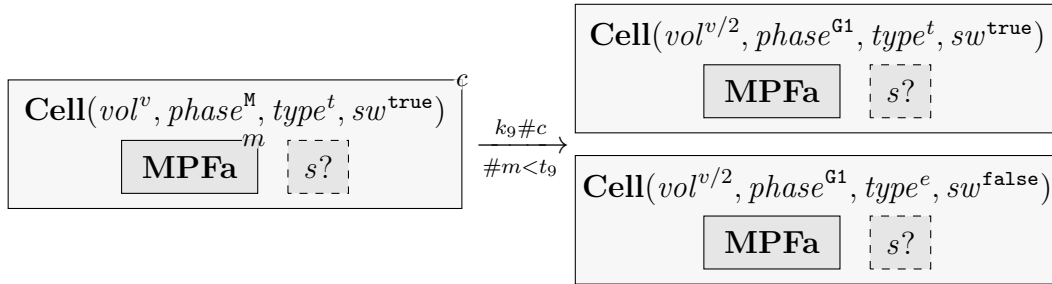 c
Cell(vol^v, phase^M, type^t, sw^true)
m
MPFa s?
k_9#c
#m<t_9
Cell(vol^{v/2}, phase^G1, type^t, sw^true)
MPFa s?
Cell(vol^{v/2}, phase^G1, type^e, sw^false)
MPFa s?